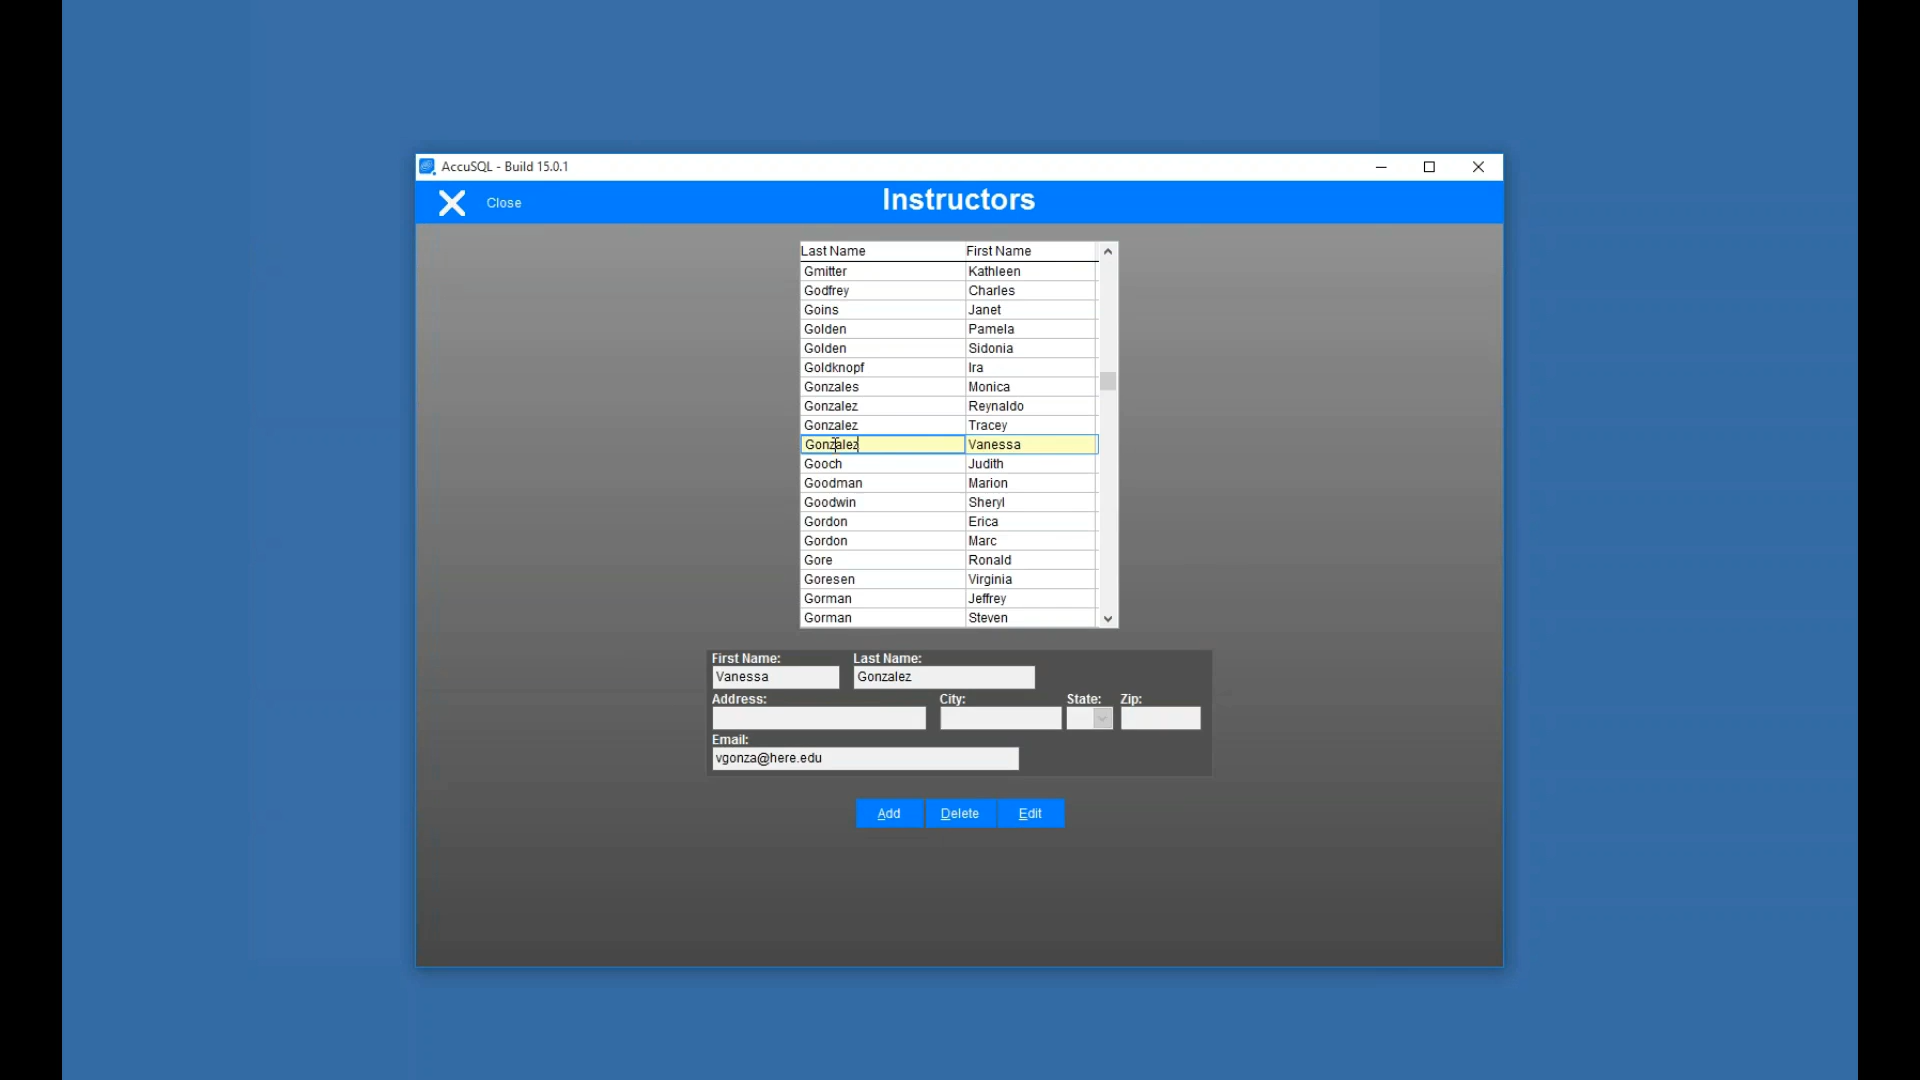 AccuSQL - Build 15.0.1
Close
Instructors
Last Name First Name
Gmitter Kathleen
Godfrey Charles
Goins Janet
Golden Pamela
Golden Sidonia
Goldknopf Ira
Gonzales Monica
Gonzalez Reynaldo
Gonzalez Tracey
Gonzalez Vanessa
Gooch Judith
Goodman Marion
Goodwin Sheryl
Gordon Erica
Gordon Marc
Gore Ronald
Goresen Virginia
Gorman Jeffrey
Gorman Steven
First Name: Last Name:
Vanessa Gonzalez
Address: City: State: Zip:
Email:
vgonza@here.edu
Add Delete Edit